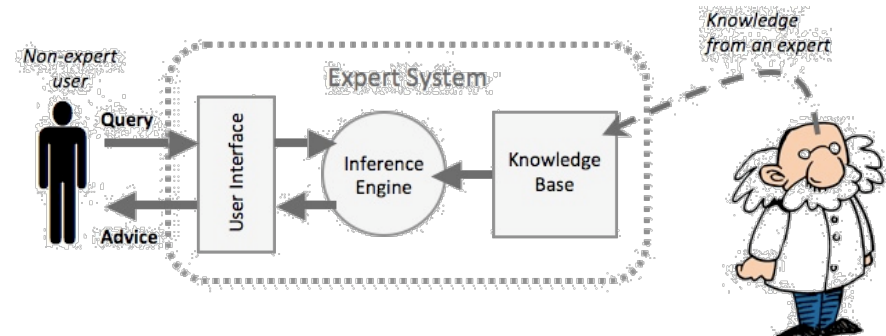 Knowledge
from an expert
Non-expert
user
Expert System
Query
User Interface
Inference
Engine
Knowledge
Base
Advice